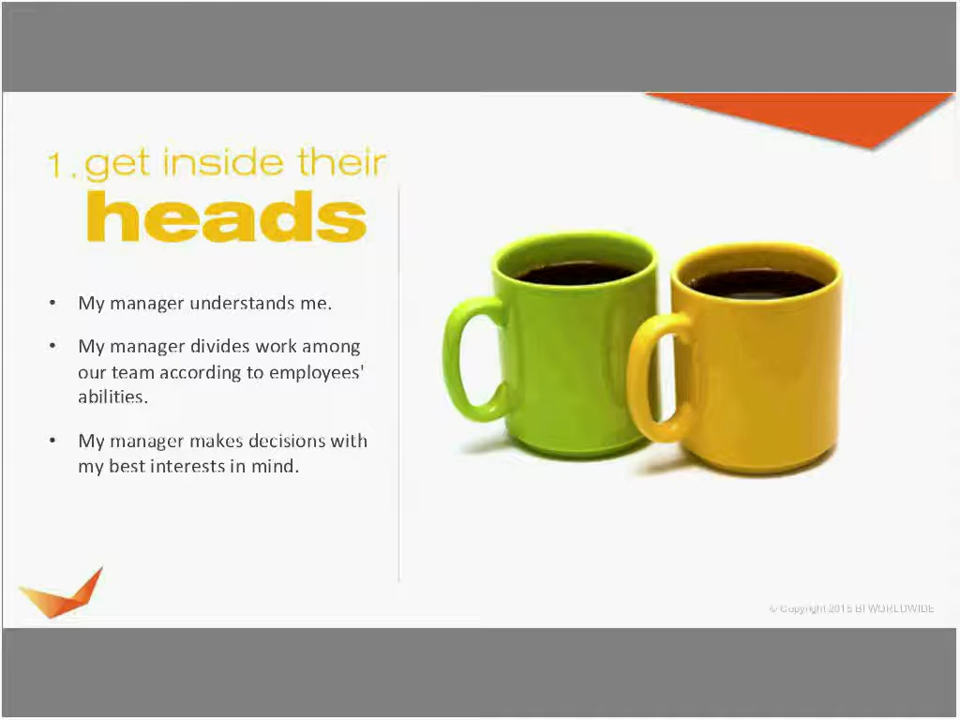 1. get inside their
heads
• My manager understands me.
• My manager divides work among
our team according to employees'
abilities.
• My manager makes decisions with
my best interests in mind.
© Copyright 2015 BI WORLDWIDE